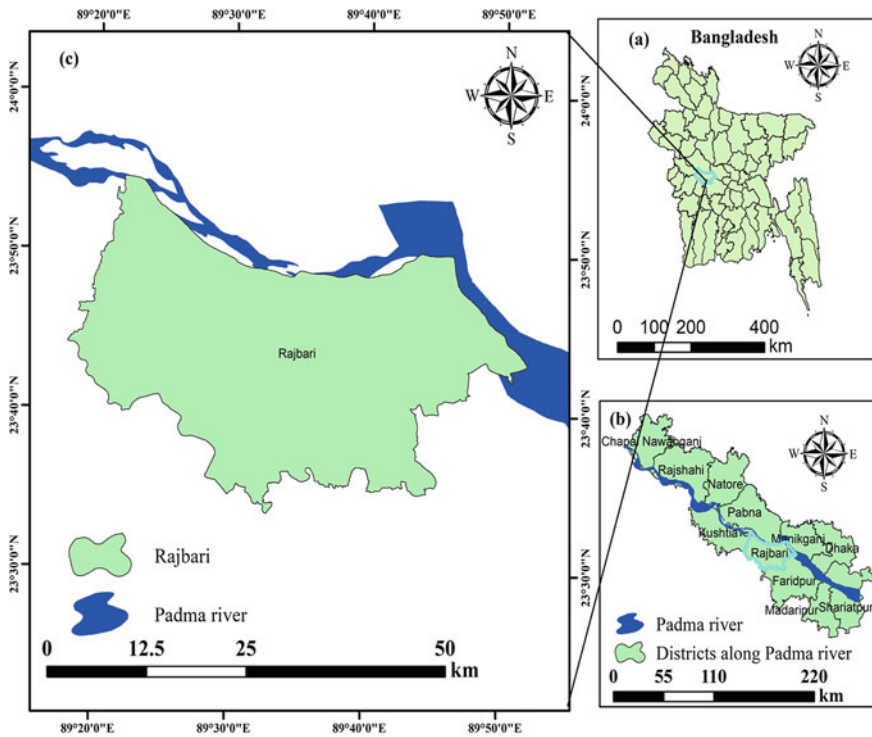 89°20'0"E 89°30'0"E 89°40'0"E 89°50'0"E
(c)
N
W E
S
24°0'0"N
23°50'0"N
23°40'0"N
23°30'0"N
Rajbari
Rajbari
Padma river
0 12.5 25 50
km
89°20'0"E 89°30'0"E 89°40'0"E 89°50'0"E
24°0'0"N
23°50'0"N
23°40'0"N
23°30'0"N
(a) Bangladesh
N
W E
S
0 100 200 400
km
(b)
N
W E
S
Chapai Nawabganj
Rajshahi
Natore
Pabna
Kushtia
Manikganj
Dhaka
Rajbari
Faridpur
Madaripur
Shariatpur
Padma river
Districts along Padma river
0 55 110 220
km